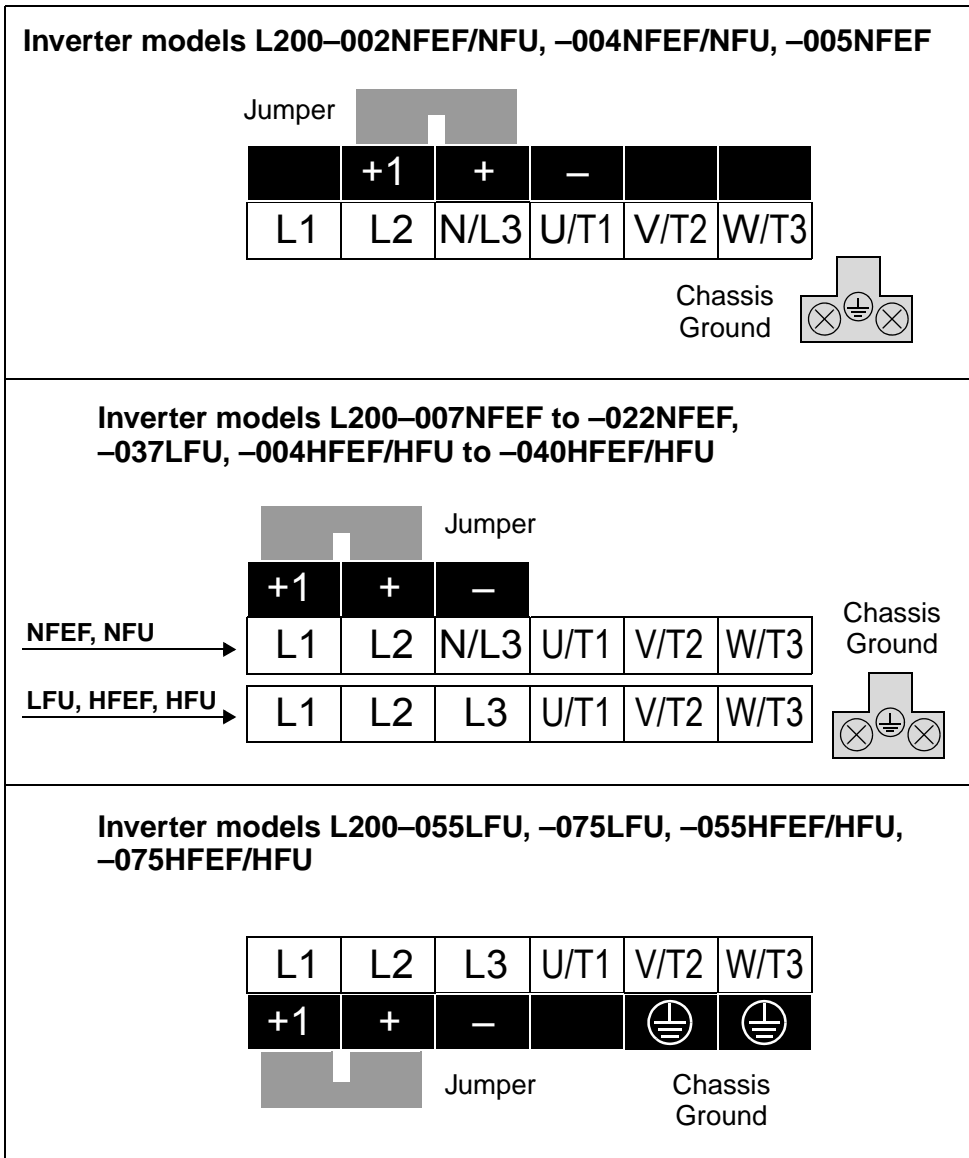 Inverter models L200–002NFEF/NFU, –004NFEF/NFU, –005NFEF
Jumper
+1 + –
L1 L2 N/L3 U/T1 V/T2 W/T3
Chassis
Ground
Inverter models L200–007NFEF to –022NFEF,
–037LFU, –004HFEF/HFU to –040HFEF/HFU
Jumper
+1 + –
NFEF, NFU L1 L2 N/L3 U/T1 V/T2 W/T3
LFU, HFEF, HFU L1 L2 L3 U/T1 V/T2 W/T3
Chassis
Ground
Inverter models L200–055LFU, –075LFU, –055HFEF/HFU,
–075HFEF/HFU
L1 L2 L3 U/T1 V/T2 W/T3
+1 + –
Jumper
Chassis
Ground